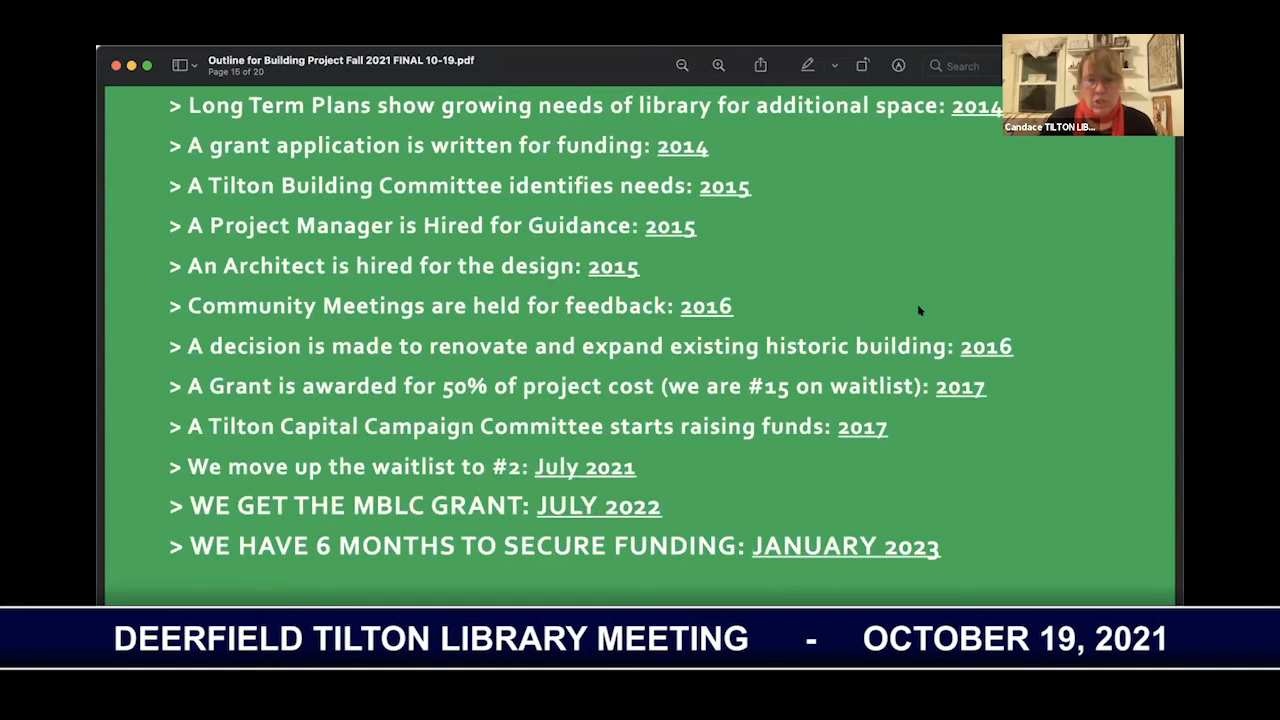 Outline for Building Project Fall 2021 FINAL 10-19.pdf
Page 15 of 20
Search
> Long Term Plans show growing needs of library for additional space: 2014
Candace TILTON LIB...
> A grant application is written for funding: 2014
> A Tilton Building Committee identifies needs: 2015
> A Project Manager is Hired for Guidance: 2015
> An Architect is hired for the design: 2015
> Community Meetings are held for feedback: 2016
> A decision is made to renovate and expand existing historic building: 2016
> A Grant is awarded for 50% of project cost (we are #15 on waitlist): 2017
> A Tilton Capital Campaign Committee starts raising funds: 2017
> We move up the waitlist to #2: July 2021
> WE GET THE MBLC GRANT: JULY 2022
> WE HAVE 6 MONTHS TO SECURE FUNDING: JANUARY 2023
DEERFIELD TILTON LIBRARY MEETING - OCTOBER 19, 2021